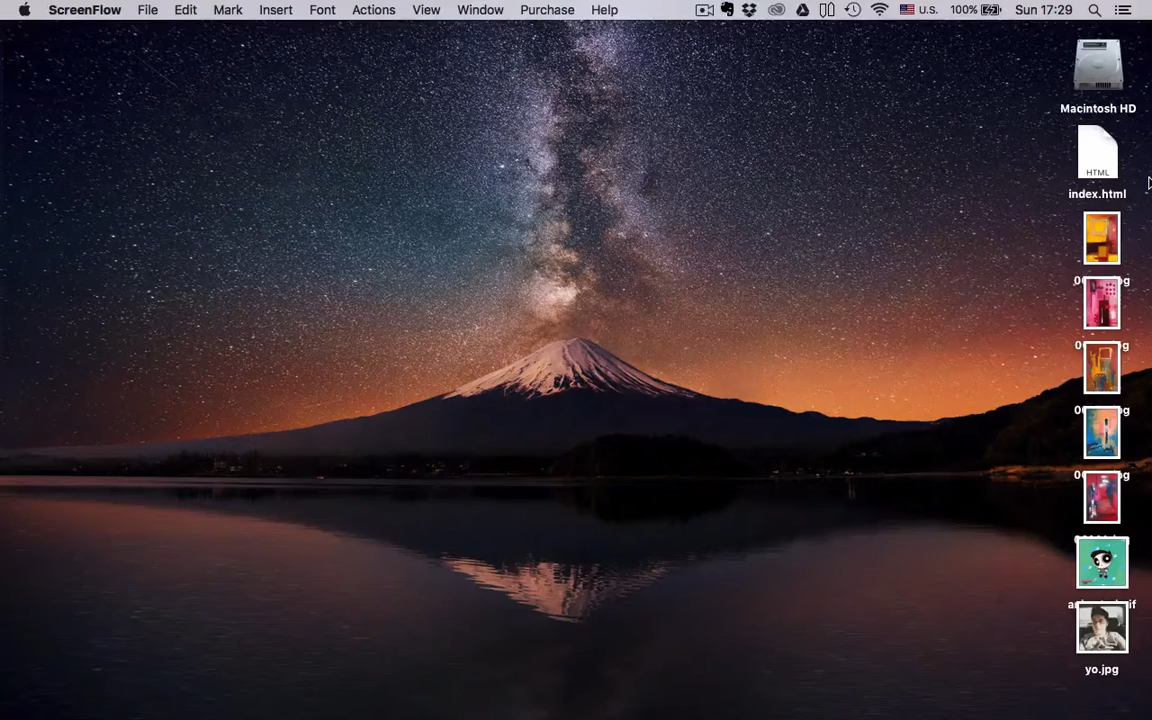 ScreenFlow File Edit Mark Insert Font Actions View Window Purchase Help U.S. 100% Sun 17:29
Macintosh HD
HTML
index.html
yo.jpg